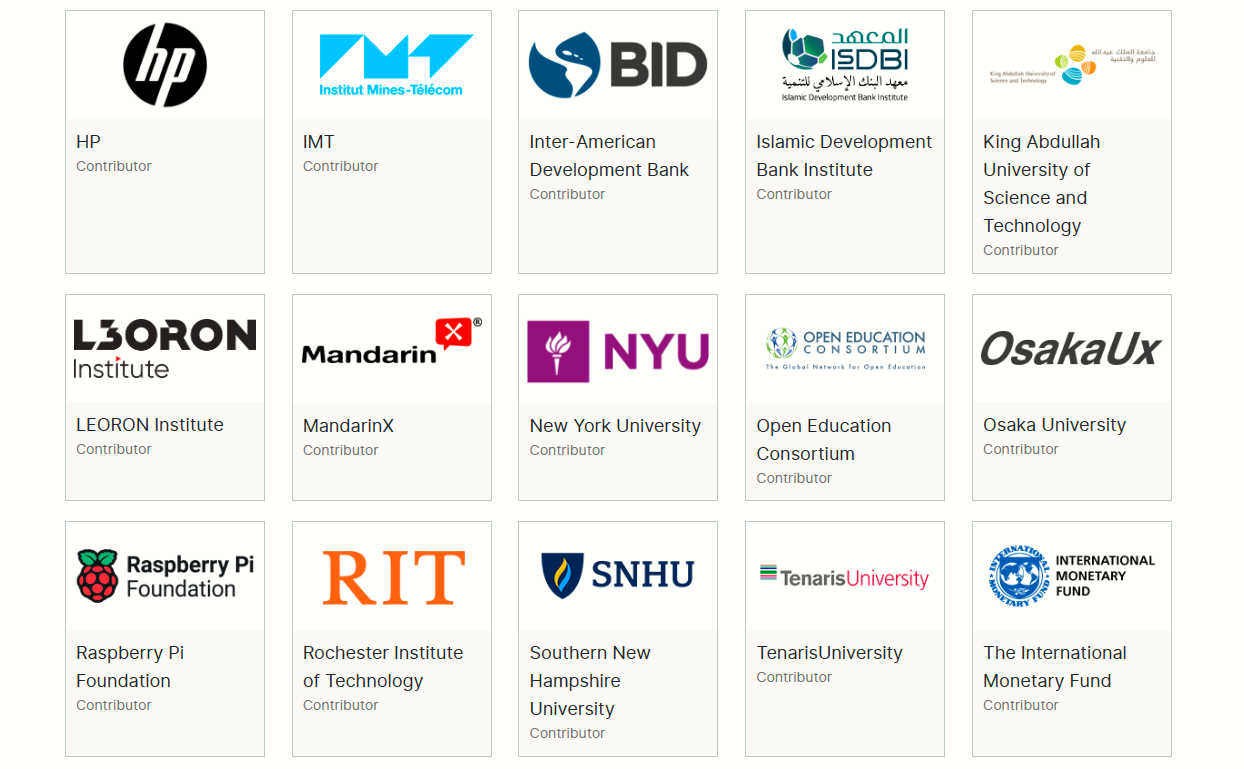 hp
HP
Contributor
IMT
Institut Mines-Télécom
IMT
Contributor
BID
Inter-American
Development Bank
Contributor
المعهد
ISDBI
معهد البنك الإسلامي للتنمية
Islamic Development Bank Institute
Islamic Development
Bank Institute
Contributor
جامعة الملك عبدالله
للعلوم والتقنية
King Abdullah University of
Science and Technology
King Abdullah
University of
Science and
Technology
Contributor
L3ORON
Institute
LEORON Institute
Contributor
Mandarin X ®
MandarinX
Contributor
NYU
New York University
Contributor
OPEN EDUCATION
CONSORTIUM
The Global Network for Open Education
Open Education
Consortium
Contributor
OsakaUx
Osaka University
Contributor
Raspberry Pi
Foundation
Raspberry Pi
Foundation
Contributor
RIT
Rochester Institute
of Technology
Contributor
SNHU
Southern New
Hampshire
University
Contributor
TenarisUniversity
TenarisUniversity
Contributor
INTERNATIONAL MONETARY FUND
INTERNATIONAL
MONETARY
FUND
The International
Monetary Fund
Contributor